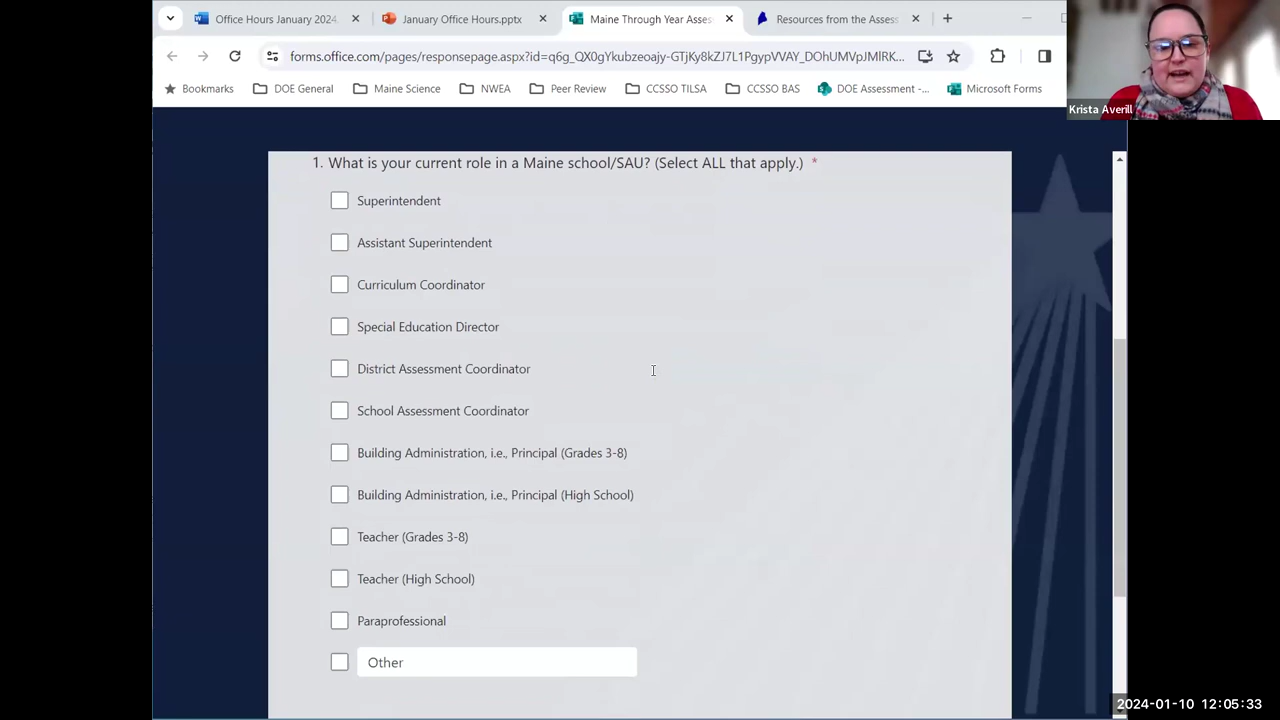 Office Hours January 2024
January Office Hours.pptx
Maine Through Year Asses
Resources from the Assess
forms.office.com/pages/responsepage.aspx?id=q6g_QX0gYkubzeoajy-GTjKy8kZJ7L1PgypVVAY_DOhUMVpJMlRK...
Bookmarks
DOE General
Maine Science
NWEA
Peer Review
CCSSO TILSA
CCSSO BAS
DOE Assessment -...
Microsoft Forms
Krista Averill
1. What is your current role in a Maine school/SAU? (Select ALL that apply.) *
Superintendent
Assistant Superintendent
Curriculum Coordinator
Special Education Director
District Assessment Coordinator
School Assessment Coordinator
Building Administration, i.e., Principal (Grades 3-8)
Building Administration, i.e., Principal (High School)
Teacher (Grades 3-8)
Teacher (High School)
Paraprofessional
Other
2024-01-10 12:05:33